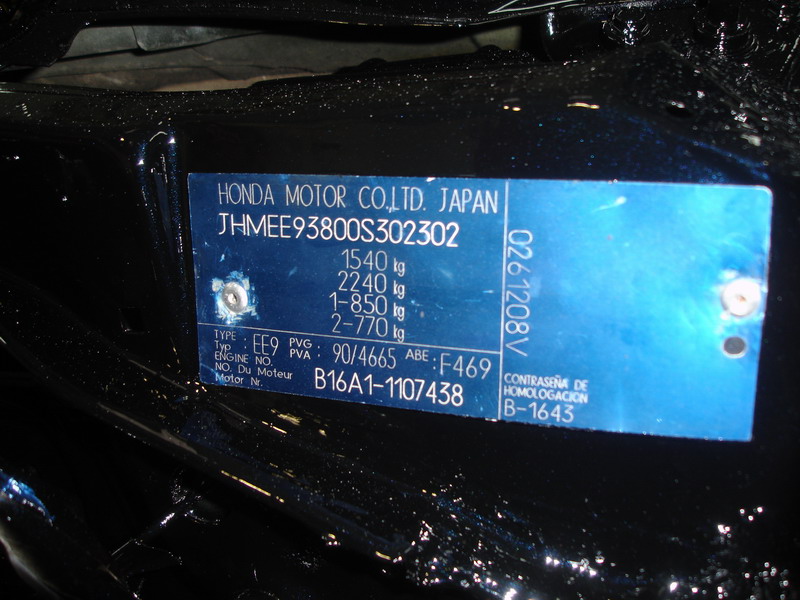 HONDA MOTOR CO.,LTD. JAPAN
JHMEE93800S302302
1540 kg
2240 kg
1-850 kg
2-770 kg
TYPE : EE9 PVG : 90/4665 ABE : F469
Typ PVA
ENGINE NO.
NO. Du Moteur B16A1-1107438
Motor Nr.
0261208V
CONTRASEÑA DE
HOMOLOGACION
B-1643